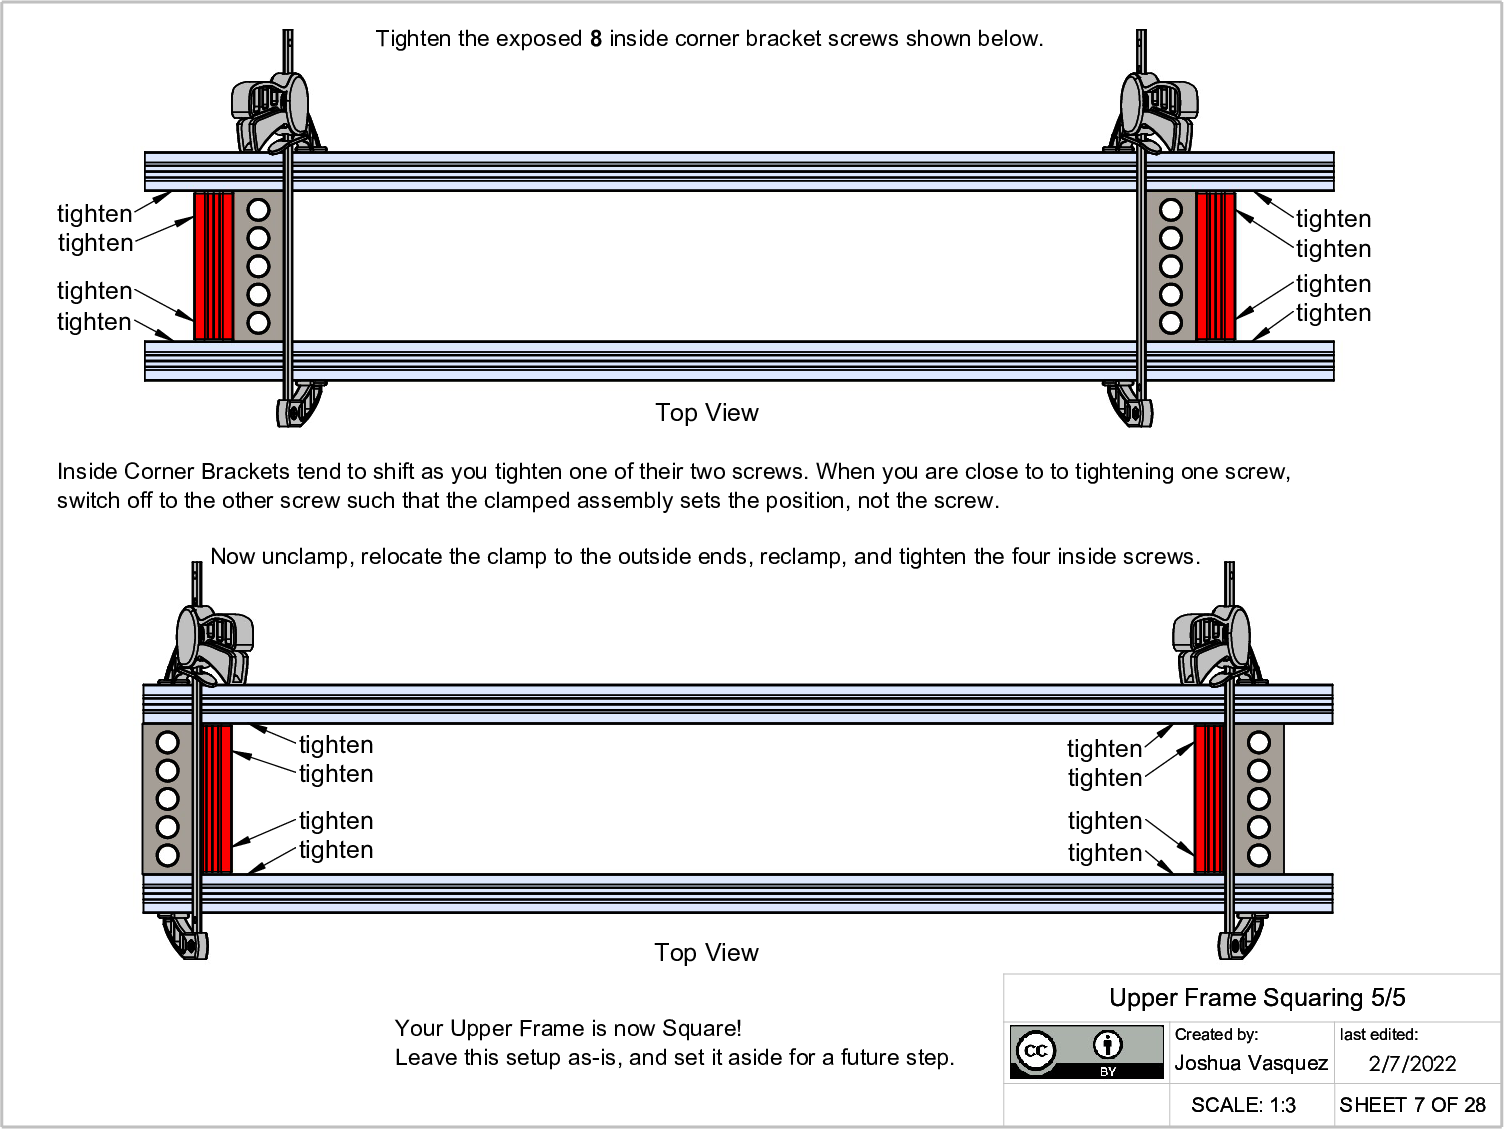 Tighten the exposed 8 inside corner bracket screws shown below.
tighten
tighten
tighten
tighten
tighten
tighten
tighten
tighten
Top View
Inside Corner Brackets tend to shift as you tighten one of their two screws. When you are close to to tightening one screw,
switch off to the other screw such that the clamped assembly sets the position, not the screw.
Now unclamp, relocate the clamp to the outside ends, reclamp, and tighten the four inside screws.
tighten
tighten
tighten
tighten
tighten
tighten
tighten
tighten
Top View
Your Upper Frame is now Square!
Leave this setup as-is, and set it aside for a future step.
Upper Frame Squaring 5/5
cc
BY
Created by:
Joshua Vasquez
last edited:
2/7/2022
SCALE: 1:3
SHEET 7 OF 28